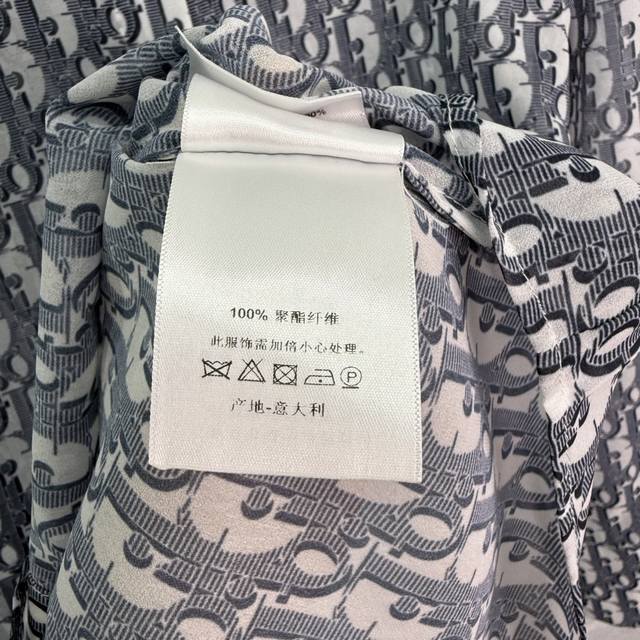 0%
100% 聚酯纤维
此服饰需加倍小心处理。
P
产地-意大利